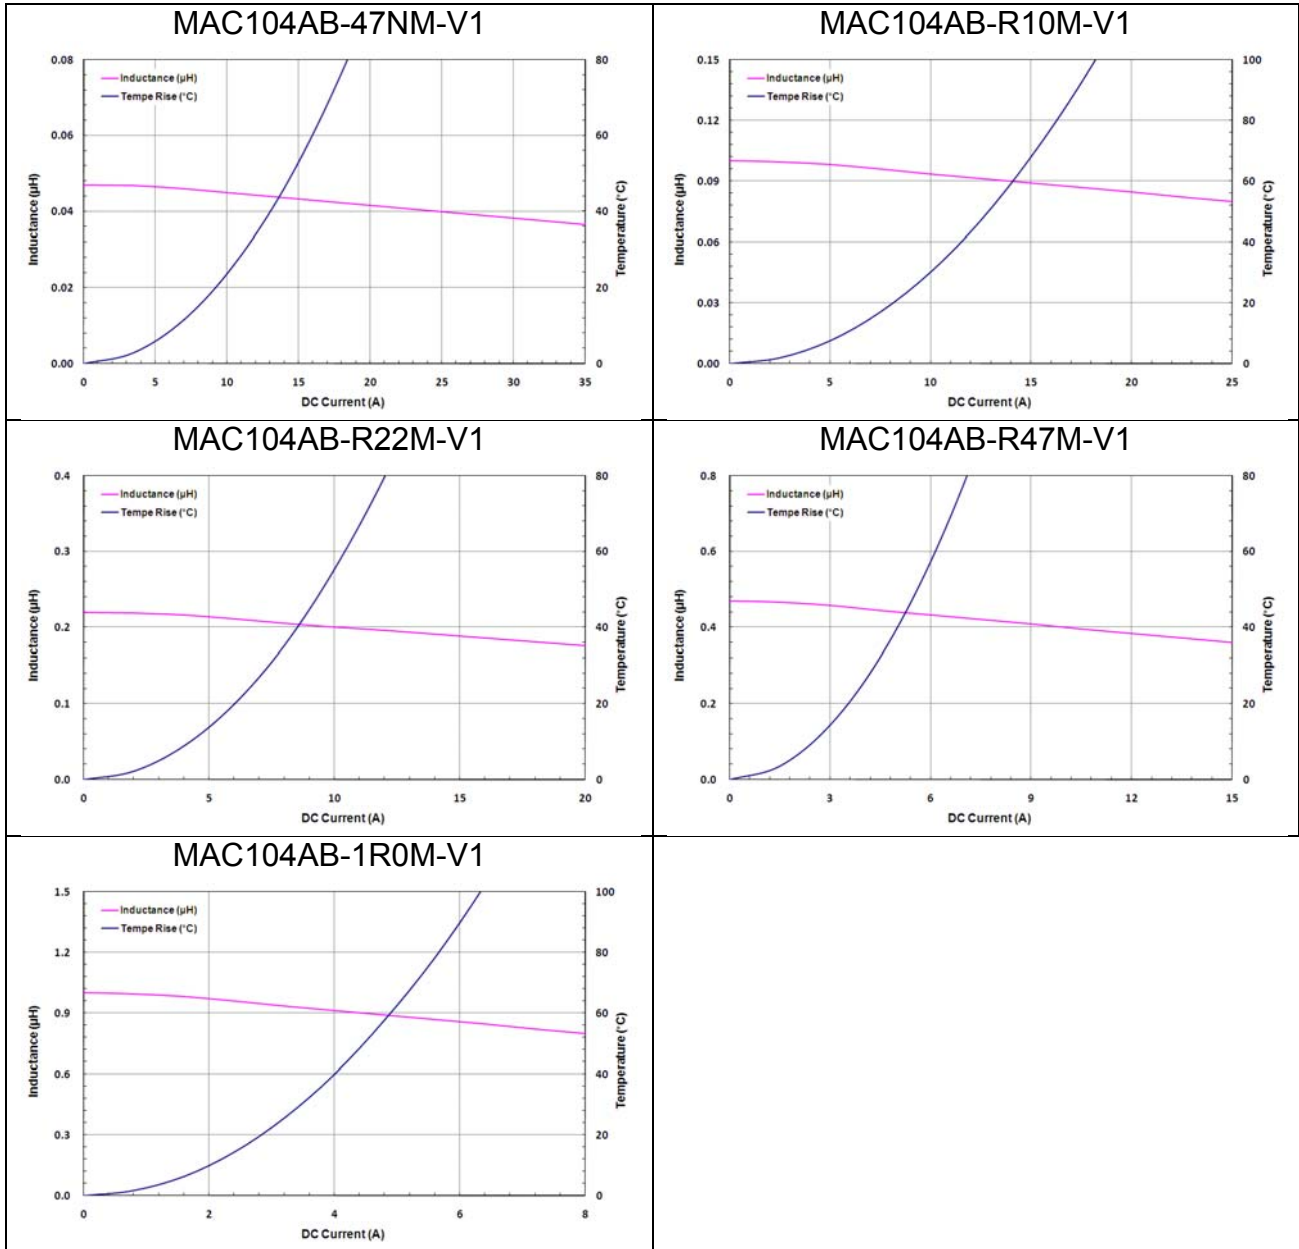 MAC104AB-47NM-V1
Inductance (µH)
Tempe Rise (°C)
0.08
0.06
0.04
0.02
0.00
80
60
40
20
0
0 5 10 15 20 25 30 35
DC Current (A)
Inductance (µH)
Temperature (°C)
MAC104AB-R10M-V1
Inductance (µH)
Tempe Rise (°C)
0.15
0.12
0.09
0.06
0.03
0.00
100
80
60
40
20
0
0 5 10 15 20 25
DC Current (A)
Inductance (µH)
Temperature (°C)
MAC104AB-R22M-V1
Inductance (µH)
Tempe Rise (°C)
0.4
0.3
0.2
0.1
0.0
80
60
40
20
0
0 5 10 15 20
DC Current (A)
Inductance (µH)
Temperature (°C)
MAC104AB-R47M-V1
Inductance (µH)
Tempe Rise (°C)
0.8
0.6
0.4
0.2
0.0
80
60
40
20
0
0 3 6 9 12 15
DC Current (A)
Inductance (µH)
Temperature (°C)
MAC104AB-1R0M-V1
Inductance (µH)
Tempe Rise (°C)
1.5
1.2
0.9
0.6
0.3
0.0
100
80
60
40
20
0
0 2 4 6 8
DC Current (A)
Inductance (µH)
Temperature (°C)